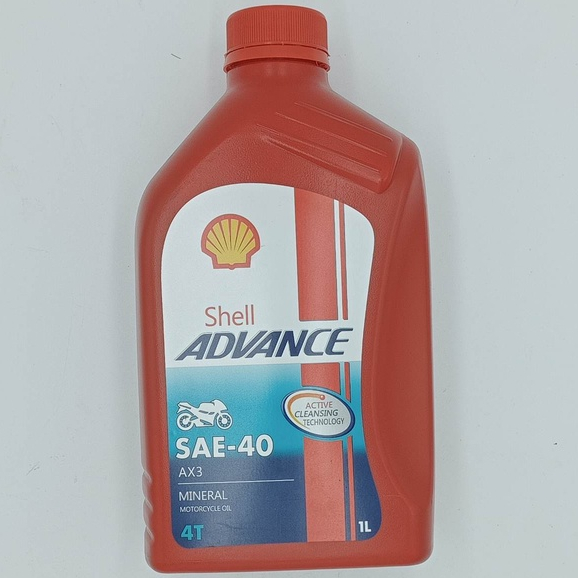 Shell
ADVANCE
ACTIVE
CLEANSING
TECHNOLOGY
SAE-40
AX3
MINERAL
MOTORCYCLE OIL
4T
1L